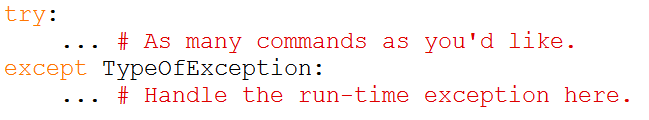 try:
    ... # As many commands as you'd like.
except TypeOfException:
    ... # Handle the run-time exception here.